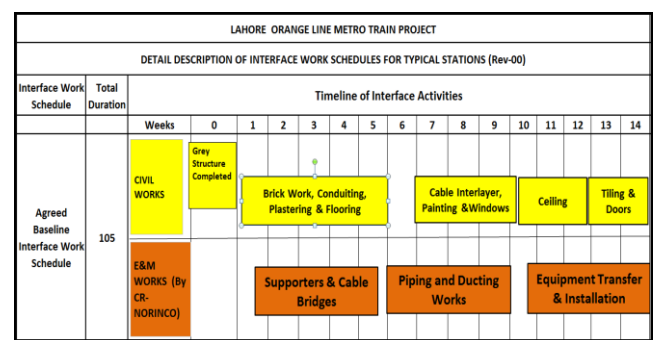 LAHORE ORANGE LINE METRO TRAIN PROJECT
DETAIL DESCRIPTION OF INTERFACE WORK SCHEDULES FOR TYPICAL STATIONS (Rev-00)
Interface Work
Schedule
Total
Duration
Timeline of Interface Activities
Weeks 0 1 2 3 4 5 6 7 8 9 10 11 12 13 14
Agreed
Baseline
Interface Work
Schedule
105
CIVIL
WORKS
Grey
Structure
Completed
Brick Work, Conduiting,
Plastering & Flooring
Cable Interlayer,
Painting &Windows
Ceiling
Tiling &
Doors
E&M
WORKS (By
CR-
NORINCO)
Supporters & Cable
Bridges
Piping and Ducting
Works
Equipment Transfer
& Installation